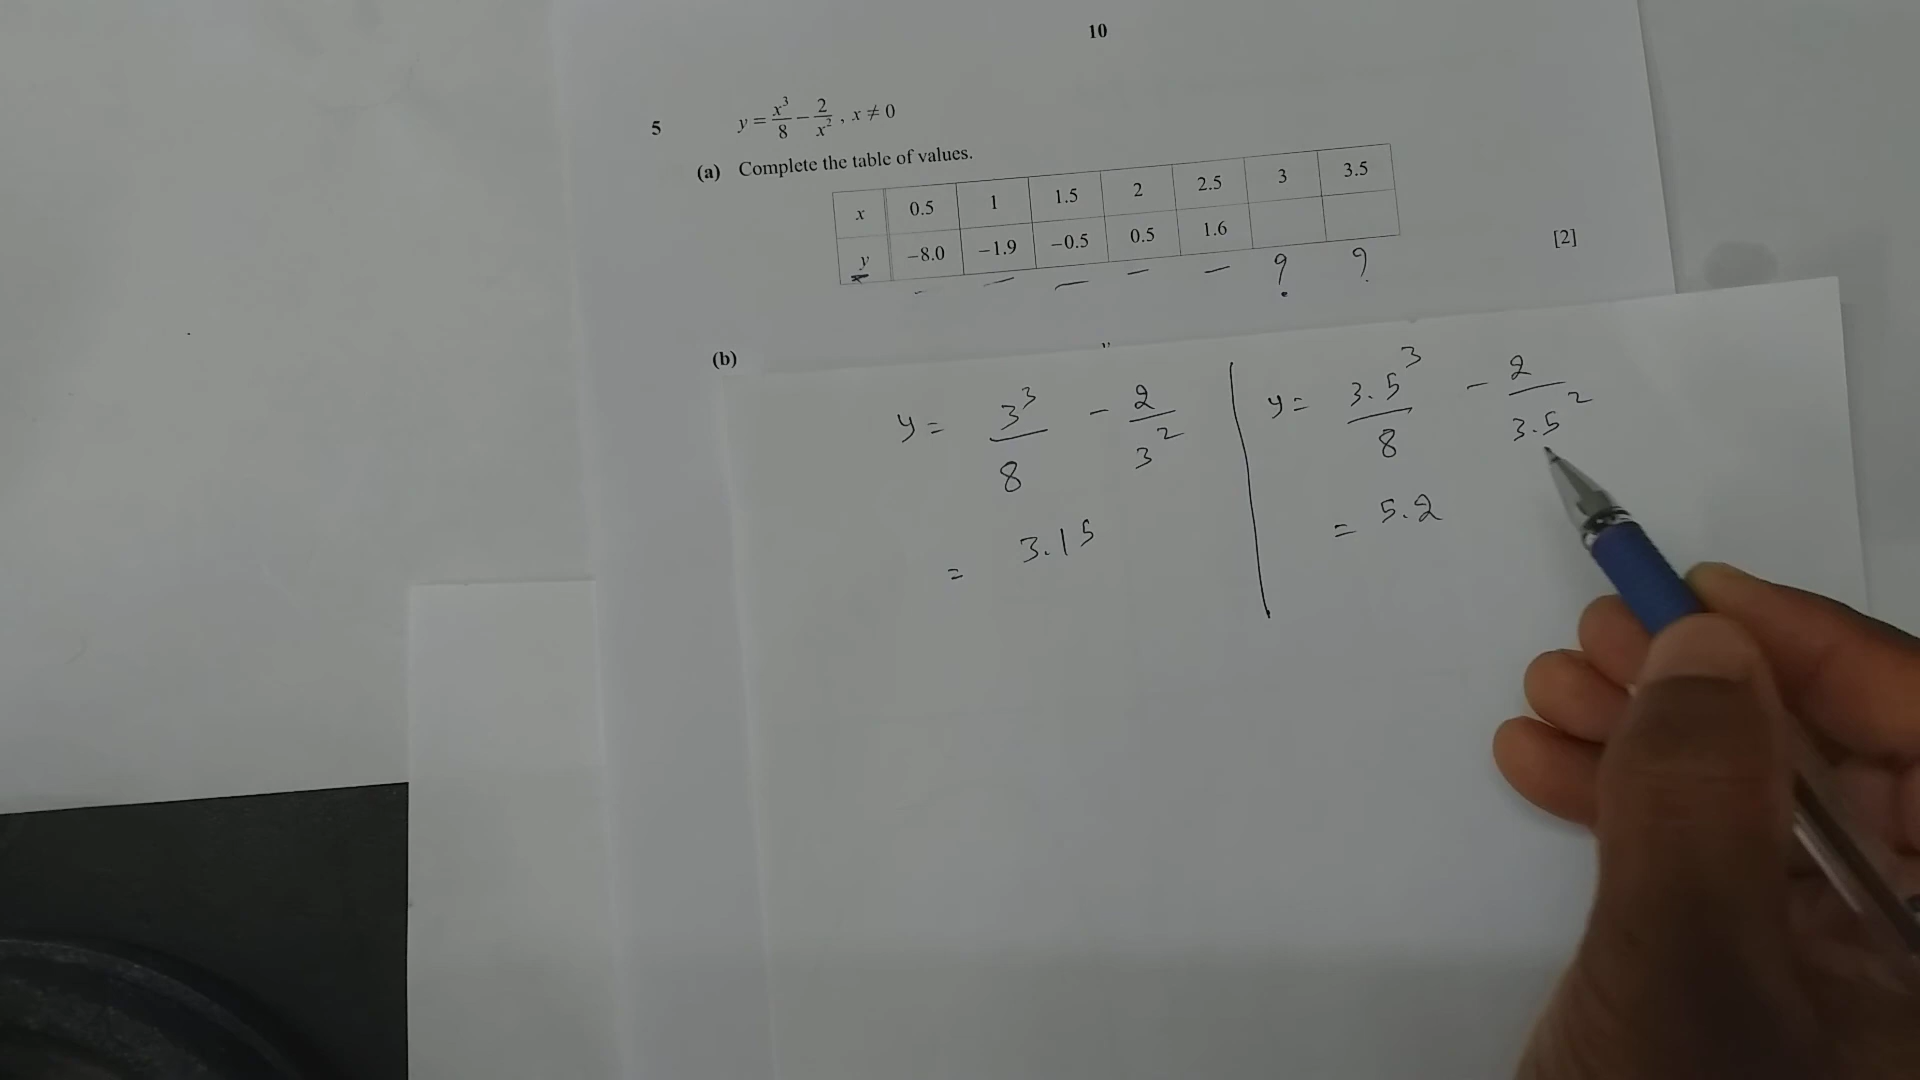 10
5 y = x³/8 − 2/x² , x ≠ 0
(a) Complete the table of values.
x 0.5 1 1.5 2 2.5 3 3.5
y −8.0 −1.9 −0.5 0.5 1.6
? ?
[2]
(b)
y = 3³/8 − 2/3²
= 3.15
y = 3.5³/8 − 2/3.5²
= 5.2